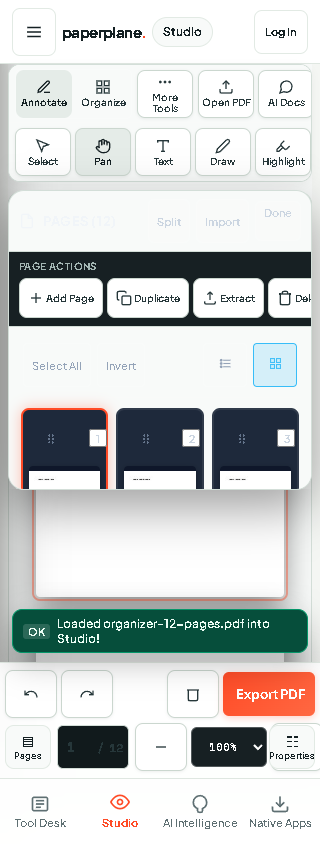 paperplane.
Studio
Log In
Annotate
Organize
More Tools
Open PDF
AI Docs
Select
Pan
Text
Draw
Highlight
PAGES (12)
Split
Import
Done
PAGE ACTIONS
Add Page
Duplicate
Extract
Del
Select All
Invert
1
2
3
OK
Loaded organizer-12-pages.pdf into
Studio!
Export PDF
Pages
1 / 12
100%
Properties
Tool Desk
Studio
AI Intelligence
Native Apps